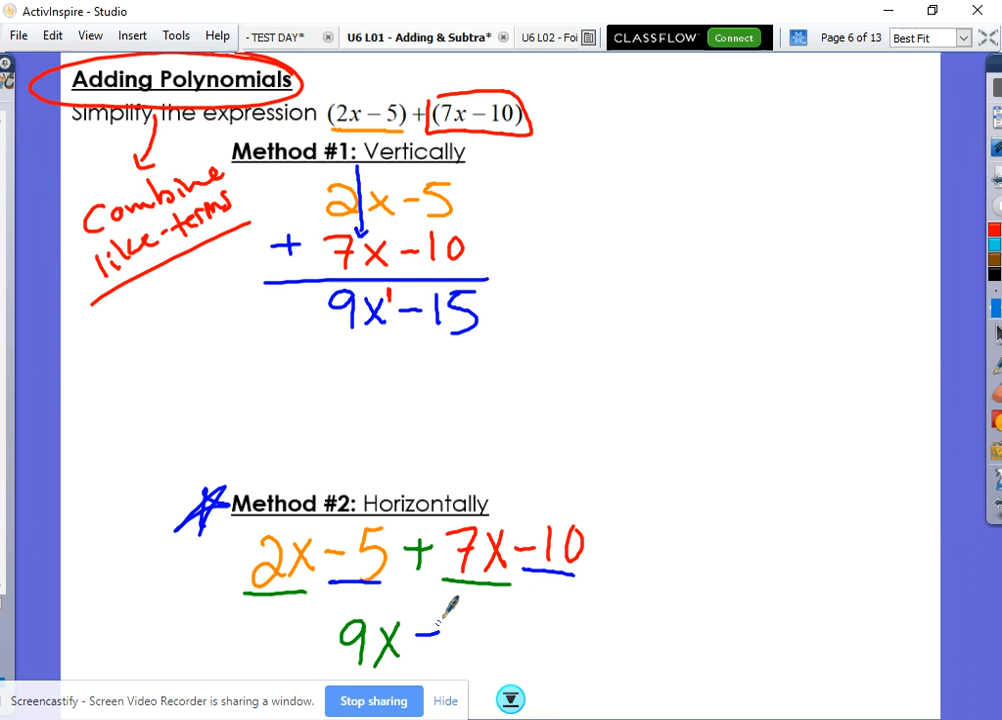 ActivInspire - Studio
File Edit View Insert Tools Help - TEST DAY* U6 L01 - Adding & Subtra* U6 L02 - Foi CLASSFLOW Connect Page 6 of 13 Best Fit
Adding Polynomials
Simplify the expression (2x – 5) + (7x – 10)
Method #1: Vertically
Combine
like-terms
2x - 5
+ 7x - 10
9x¹ - 15
Method #2: Horizontally
2x - 5 + 7x - 10
9x -
Screencastify - Screen Video Recorder is sharing a window. Stop sharing Hide